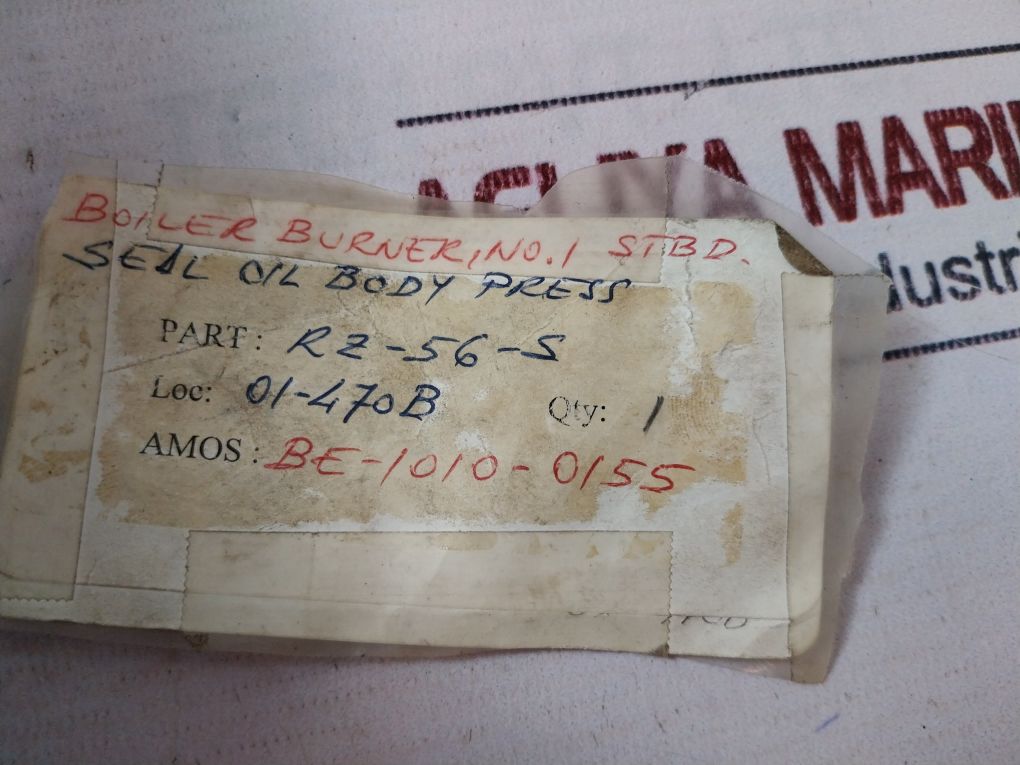 MARI
BOILER BURNER, NO.1 STBD.
SEAL OIL BODY PRESS
dustri
PART: RZ-56-S
Loc: 01-470B Qty: 1
AMOS: BE-1010-0155